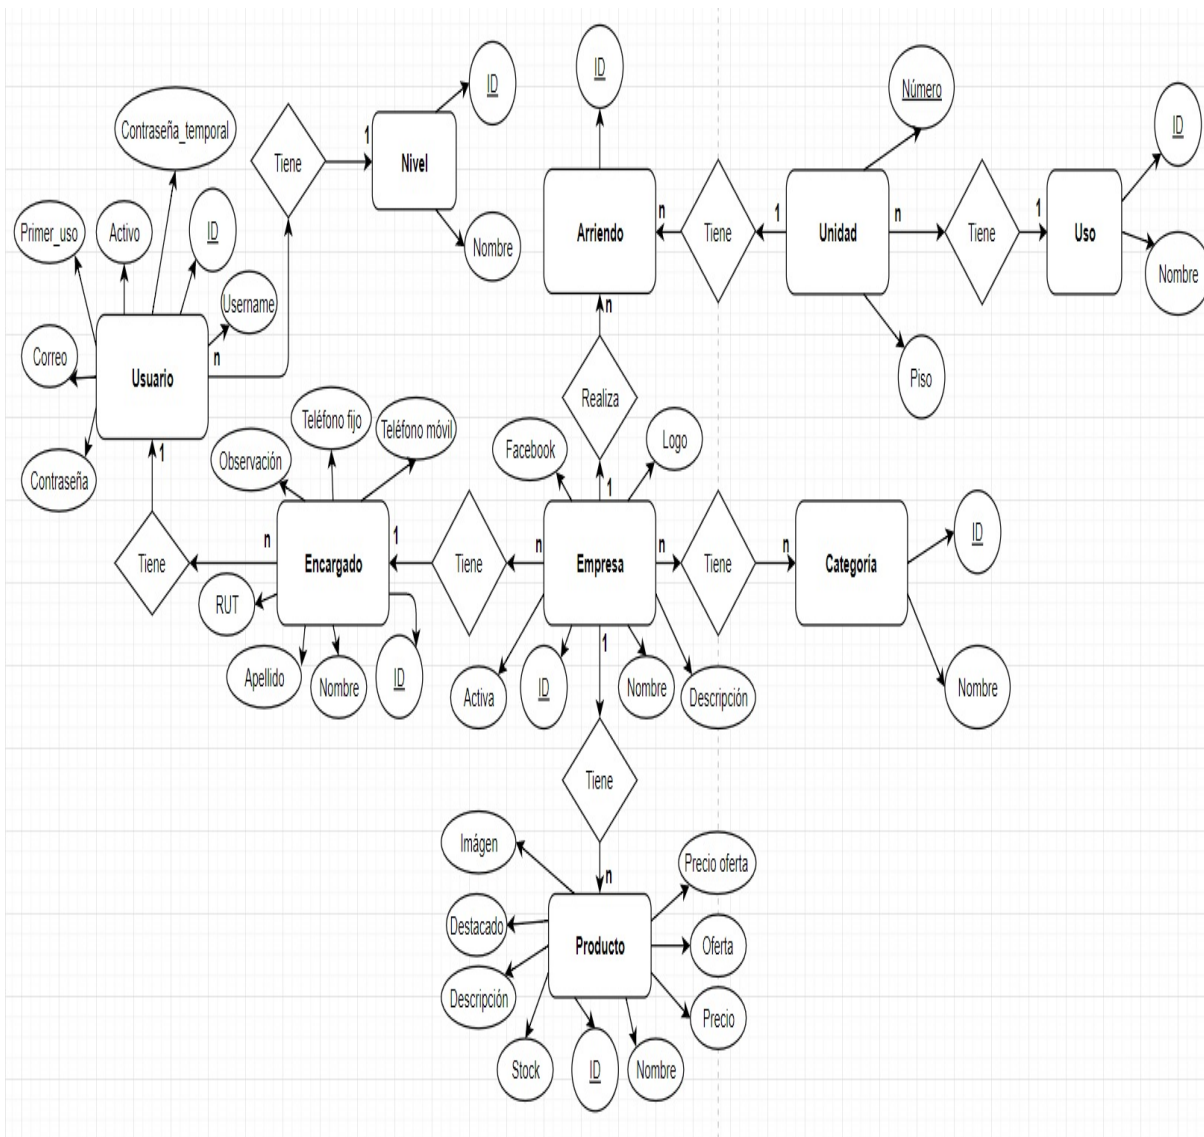 ID
ID
Número
ID
Contraseña_temporal
Tiene
1
Nivel
Primer_uso
Activo
ID
Nombre
Arriendo
n
Tiene
1
Unidad
n
Tiene
1
Uso
Nombre
Username
n
Correo
Usuario
n
Piso
Realiza
1
Teléfono fijo
Teléfono móvil
Facebook
Logo
Observación
Contraseña
1
ID
n
1
n
n
n
Tiene
Encargado
Tiene
Empresa
Tiene
Categoría
RUT
1
Apellido
Nombre
ID
Activa
ID
Nombre
Descripción
Nombre
Tiene
Imágen
n
Precio oferta
Destacado
Producto
Oferta
Descripción
Precio
Stock
ID
Nombre